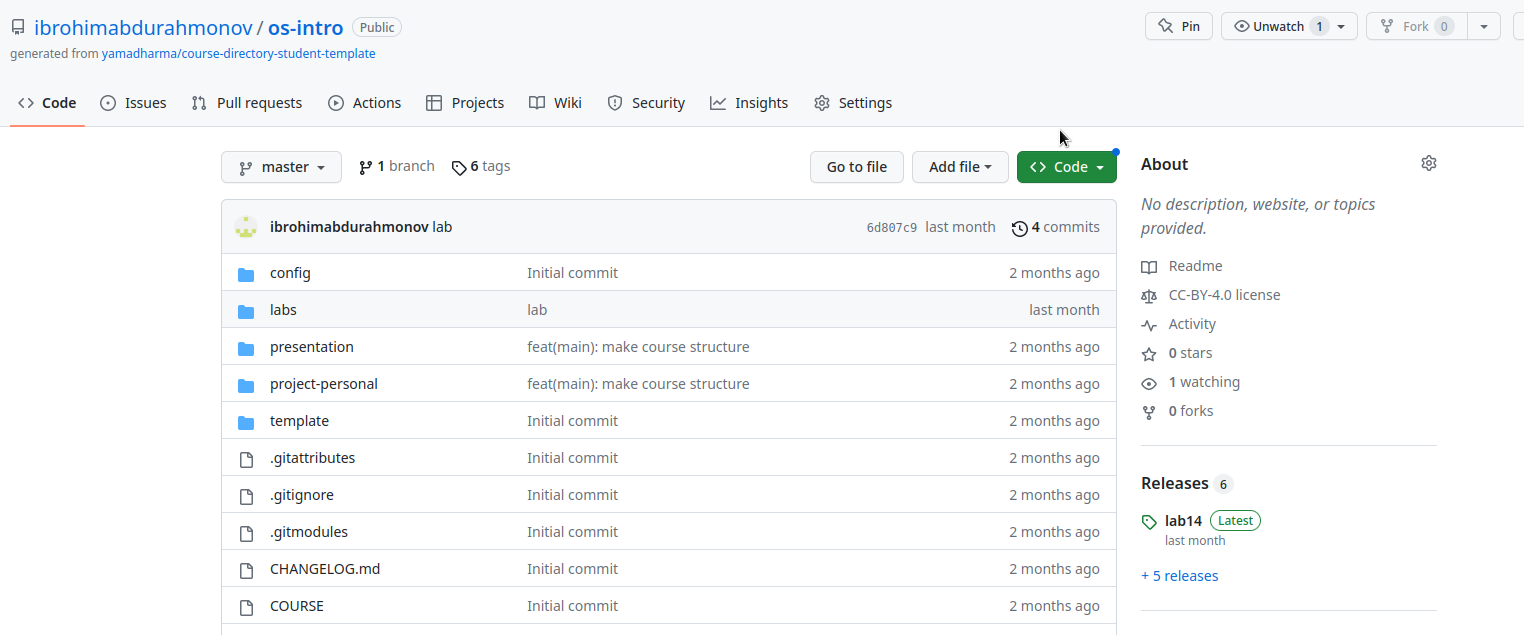 ibrohimabdurahmonov / os-intro Public
Pin Unwatch 1 Fork 0
generated from yamadharma/course-directory-student-template
Code Issues Pull requests Actions Projects Wiki Security Insights Settings
master 1 branch 6 tags Go to file Add file Code
ibrohimabdurahmonov lab 6d807c9 last month 4 commits
config Initial commit 2 months ago
labs lab last month
presentation feat(main): make course structure 2 months ago
project-personal feat(main): make course structure 2 months ago
template Initial commit 2 months ago
.gitattributes Initial commit 2 months ago
.gitignore Initial commit 2 months ago
.gitmodules Initial commit 2 months ago
CHANGELOG.md Initial commit 2 months ago
COURSE Initial commit 2 months ago
About
No description, website, or topics
provided.
Readme
CC-BY-4.0 license
Activity
0 stars
1 watching
0 forks
Releases 6
lab14 Latest
last month
+ 5 releases